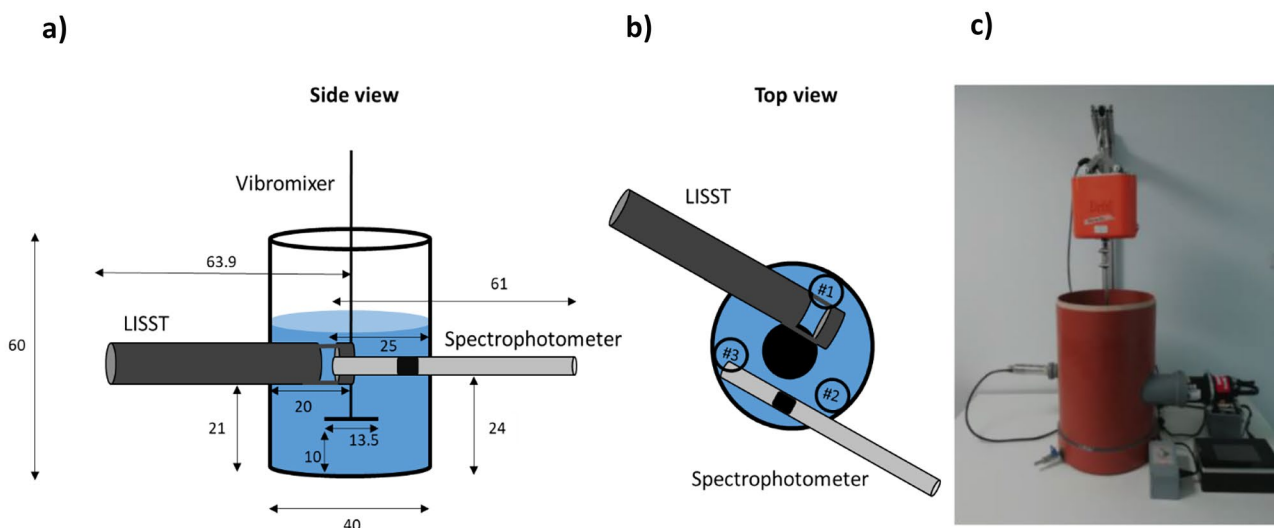 a)
b)
c)
Side view
Top view
Vibromixer
LISST
63.9
61
LISST
Spectrophotometer
60
25
20
21
13.5
24
10
40
#1
#3
#2
Spectrophotometer